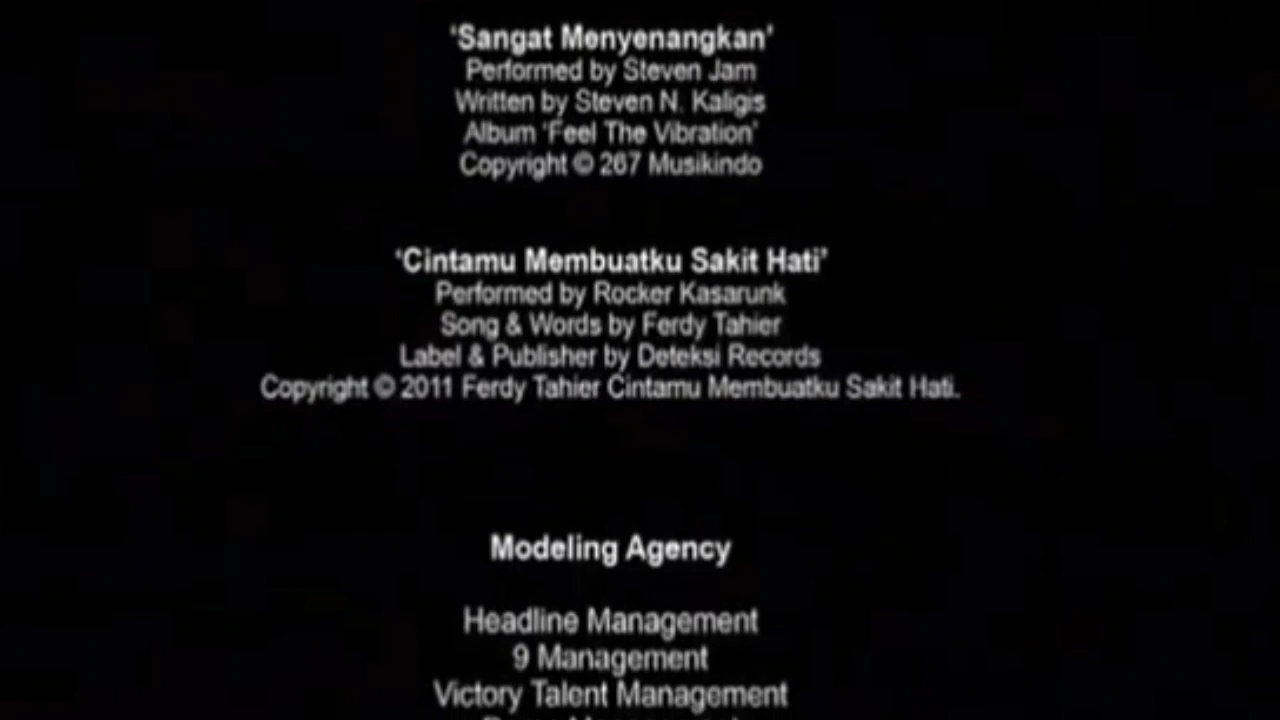 ‘Sangat Menyenangkan’
Performed by Steven Jam
Written by Steven N. Kaligis
Album ‘Feel The Vibration’
Copyright © 267 Musikindo
‘Cintamu Membuatku Sakit Hati’
Performed by Rocker Kasarunk
Song & Words by Ferdy Tahier
Label & Publisher by Deteksi Records
Copyright © 2011 Ferdy Tahier Cintamu Membuatku Sakit Hati.
Modeling Agency
Headline Management
9 Management
Victory Talent Management